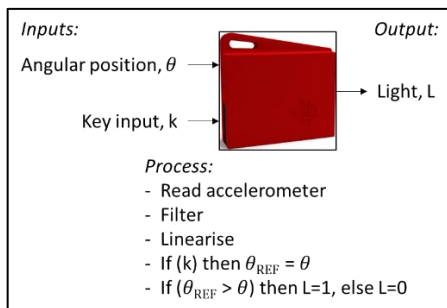 Inputs:
Output:
Angular position, θ
Light, L
Key input, k
Process:
- Read accelerometer
- Filter
- Linearise
- If (k) then θREF = θ
- If (θREF > θ) then L=1, else L=0